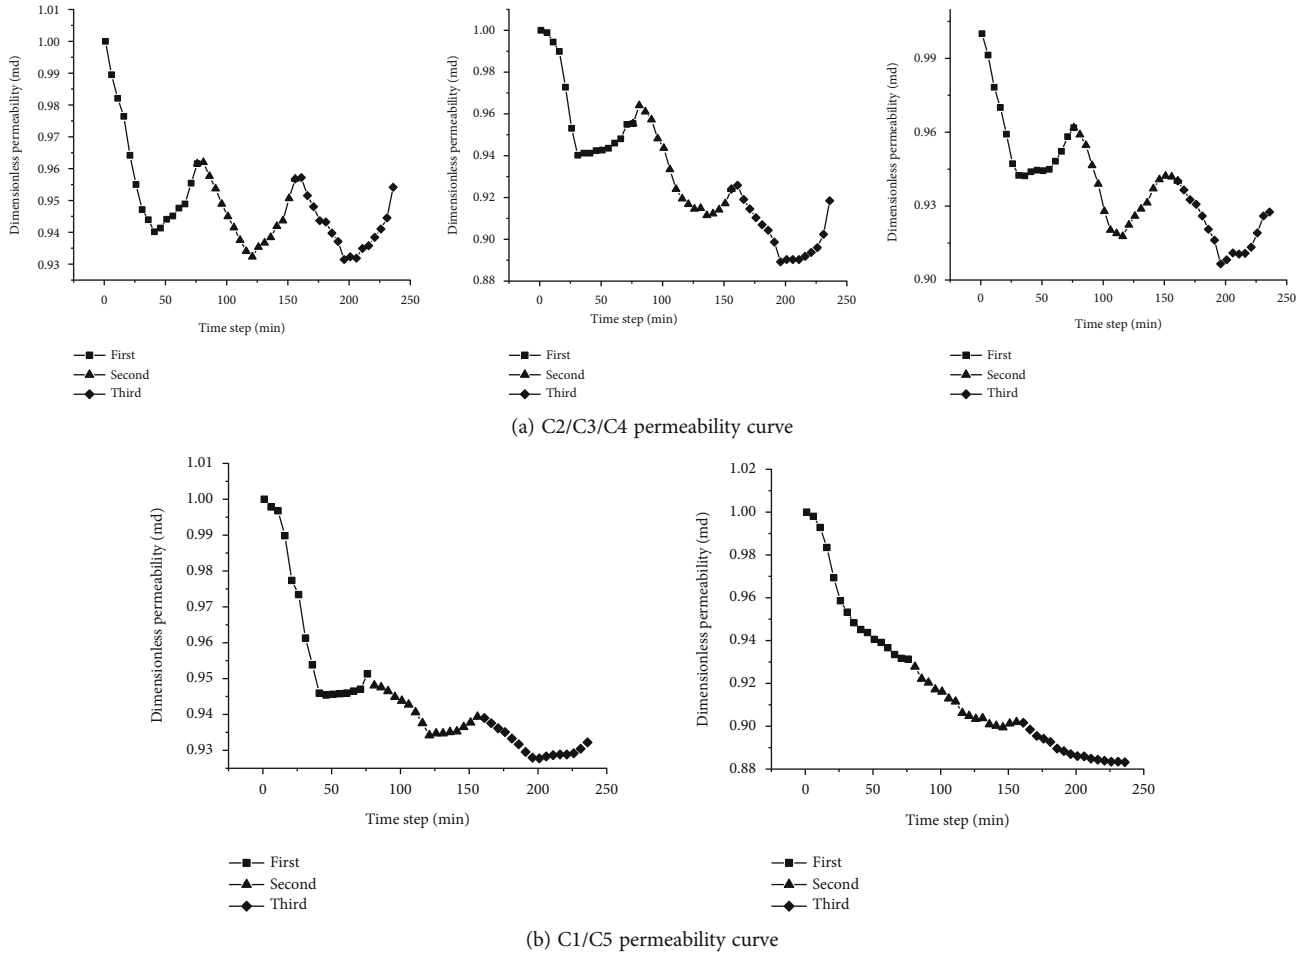 1.01
1.00
0.99
0.98
0.97
0.96
0.95
0.94
0.93
Dimensionless permeability (md)
0 50 100 150 200 250
Time step (min)
First
Second
Third
1.00
0.98
0.96
0.94
0.92
0.90
0.88
Dimensionless permeability (md)
0 50 100 150 200 250
Time step (min)
First
Second
Third
0.99
0.96
0.93
0.90
Dimensionless permeability (md)
0 50 100 150 200 250
Time step (min)
First
Second
Third
(a) C2/C3/C4 permeability curve
1.01
1.00
0.99
0.98
0.97
0.96
0.95
0.94
0.93
Dimensionless permeability (md)
0 50 100 150 200 250
Time step (min)
First
Second
Third
1.02
1.00
0.98
0.96
0.94
0.92
0.90
0.88
Dimensionless permeability (md)
0 50 100 150 200 250
Time step (min)
First
Second
Third
(b) C1/C5 permeability curve